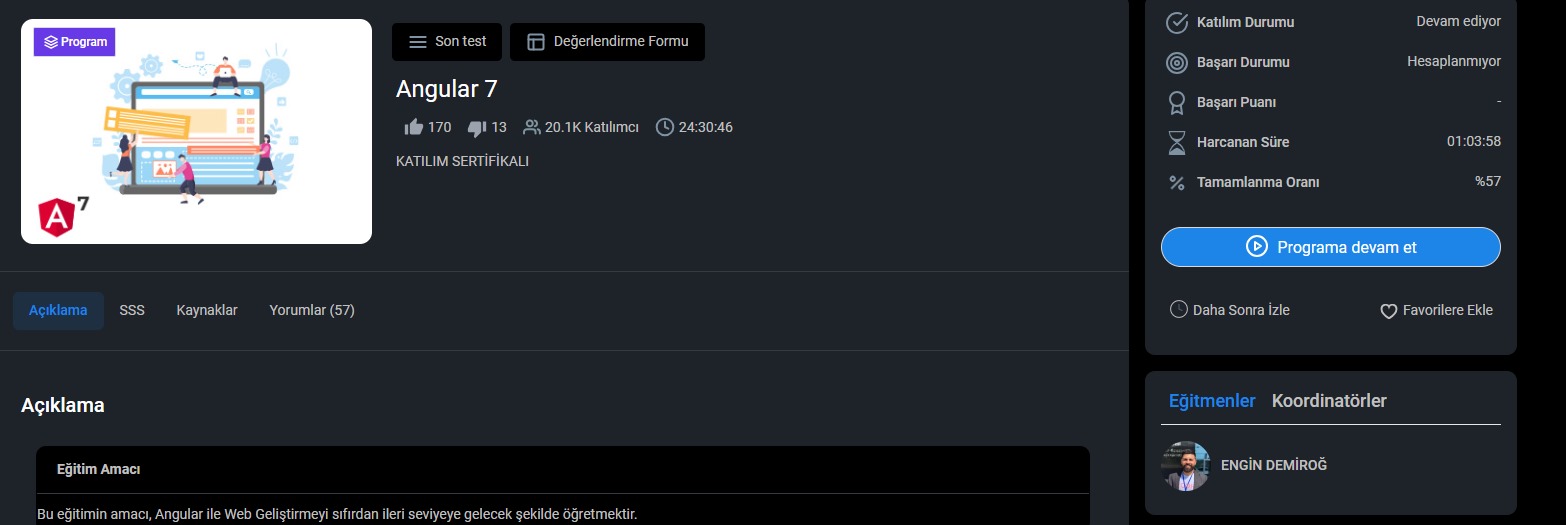 Program
7
Son test
Değerlendirme Formu
Angular 7
170
13
20.1K Katılımcı
24:30:46
KATILIM SERTİFİKALI
Açıklama
SSS
Kaynaklar
Yorumlar (57)
Açıklama
Eğitim Amacı
Bu eğitimin amacı, Angular ile Web Geliştirmeyi sıfırdan ileri seviyeye gelecek şekilde öğretmektir.
Katılım Durumu Devam ediyor
Başarı Durumu Hesaplanmıyor
Başarı Puanı -
Harcanan Süre 01:03:58
Tamamlanma Oranı %57
Programa devam et
Daha Sonra İzle
Favorilere Ekle
Eğitmenler Koordinatörler
ENGİN DEMİROĞ